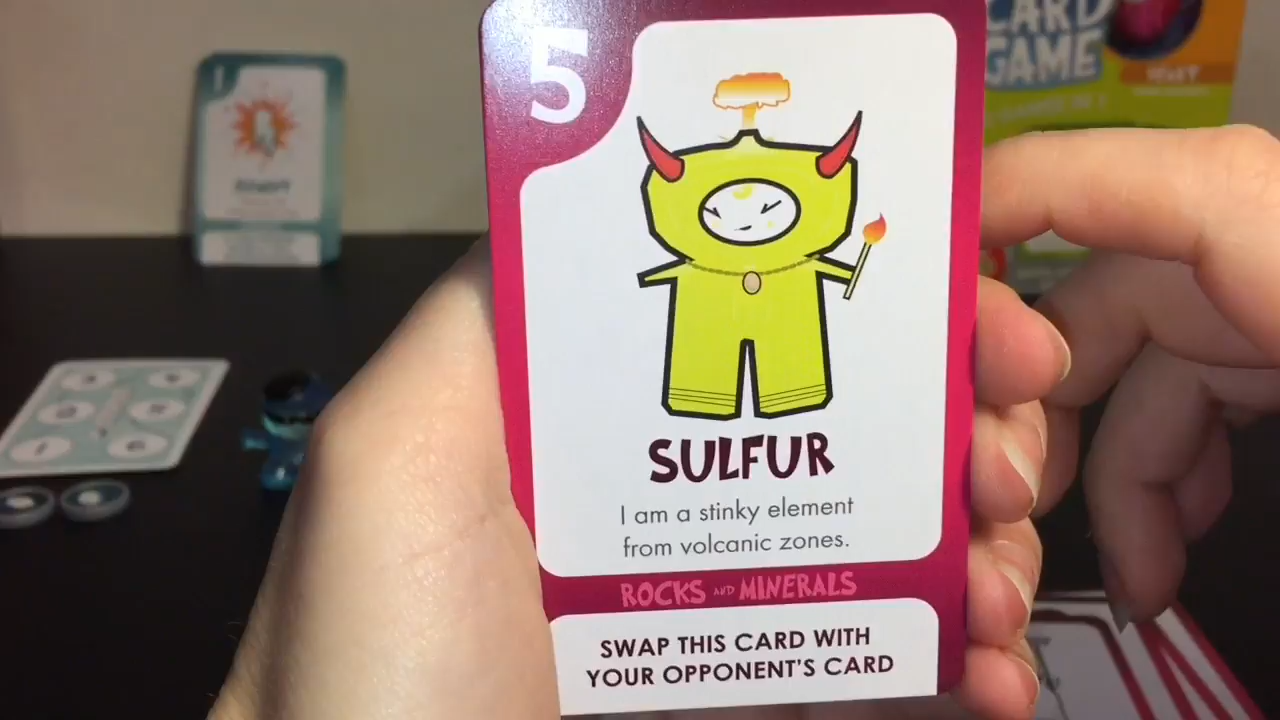 5
SULFUR
I am a stinky element
from volcanic zones.
ROCKS AND MINERALS
SWAP THIS CARD WITH
YOUR OPPONENT'S CARD
CARD
GAME
1